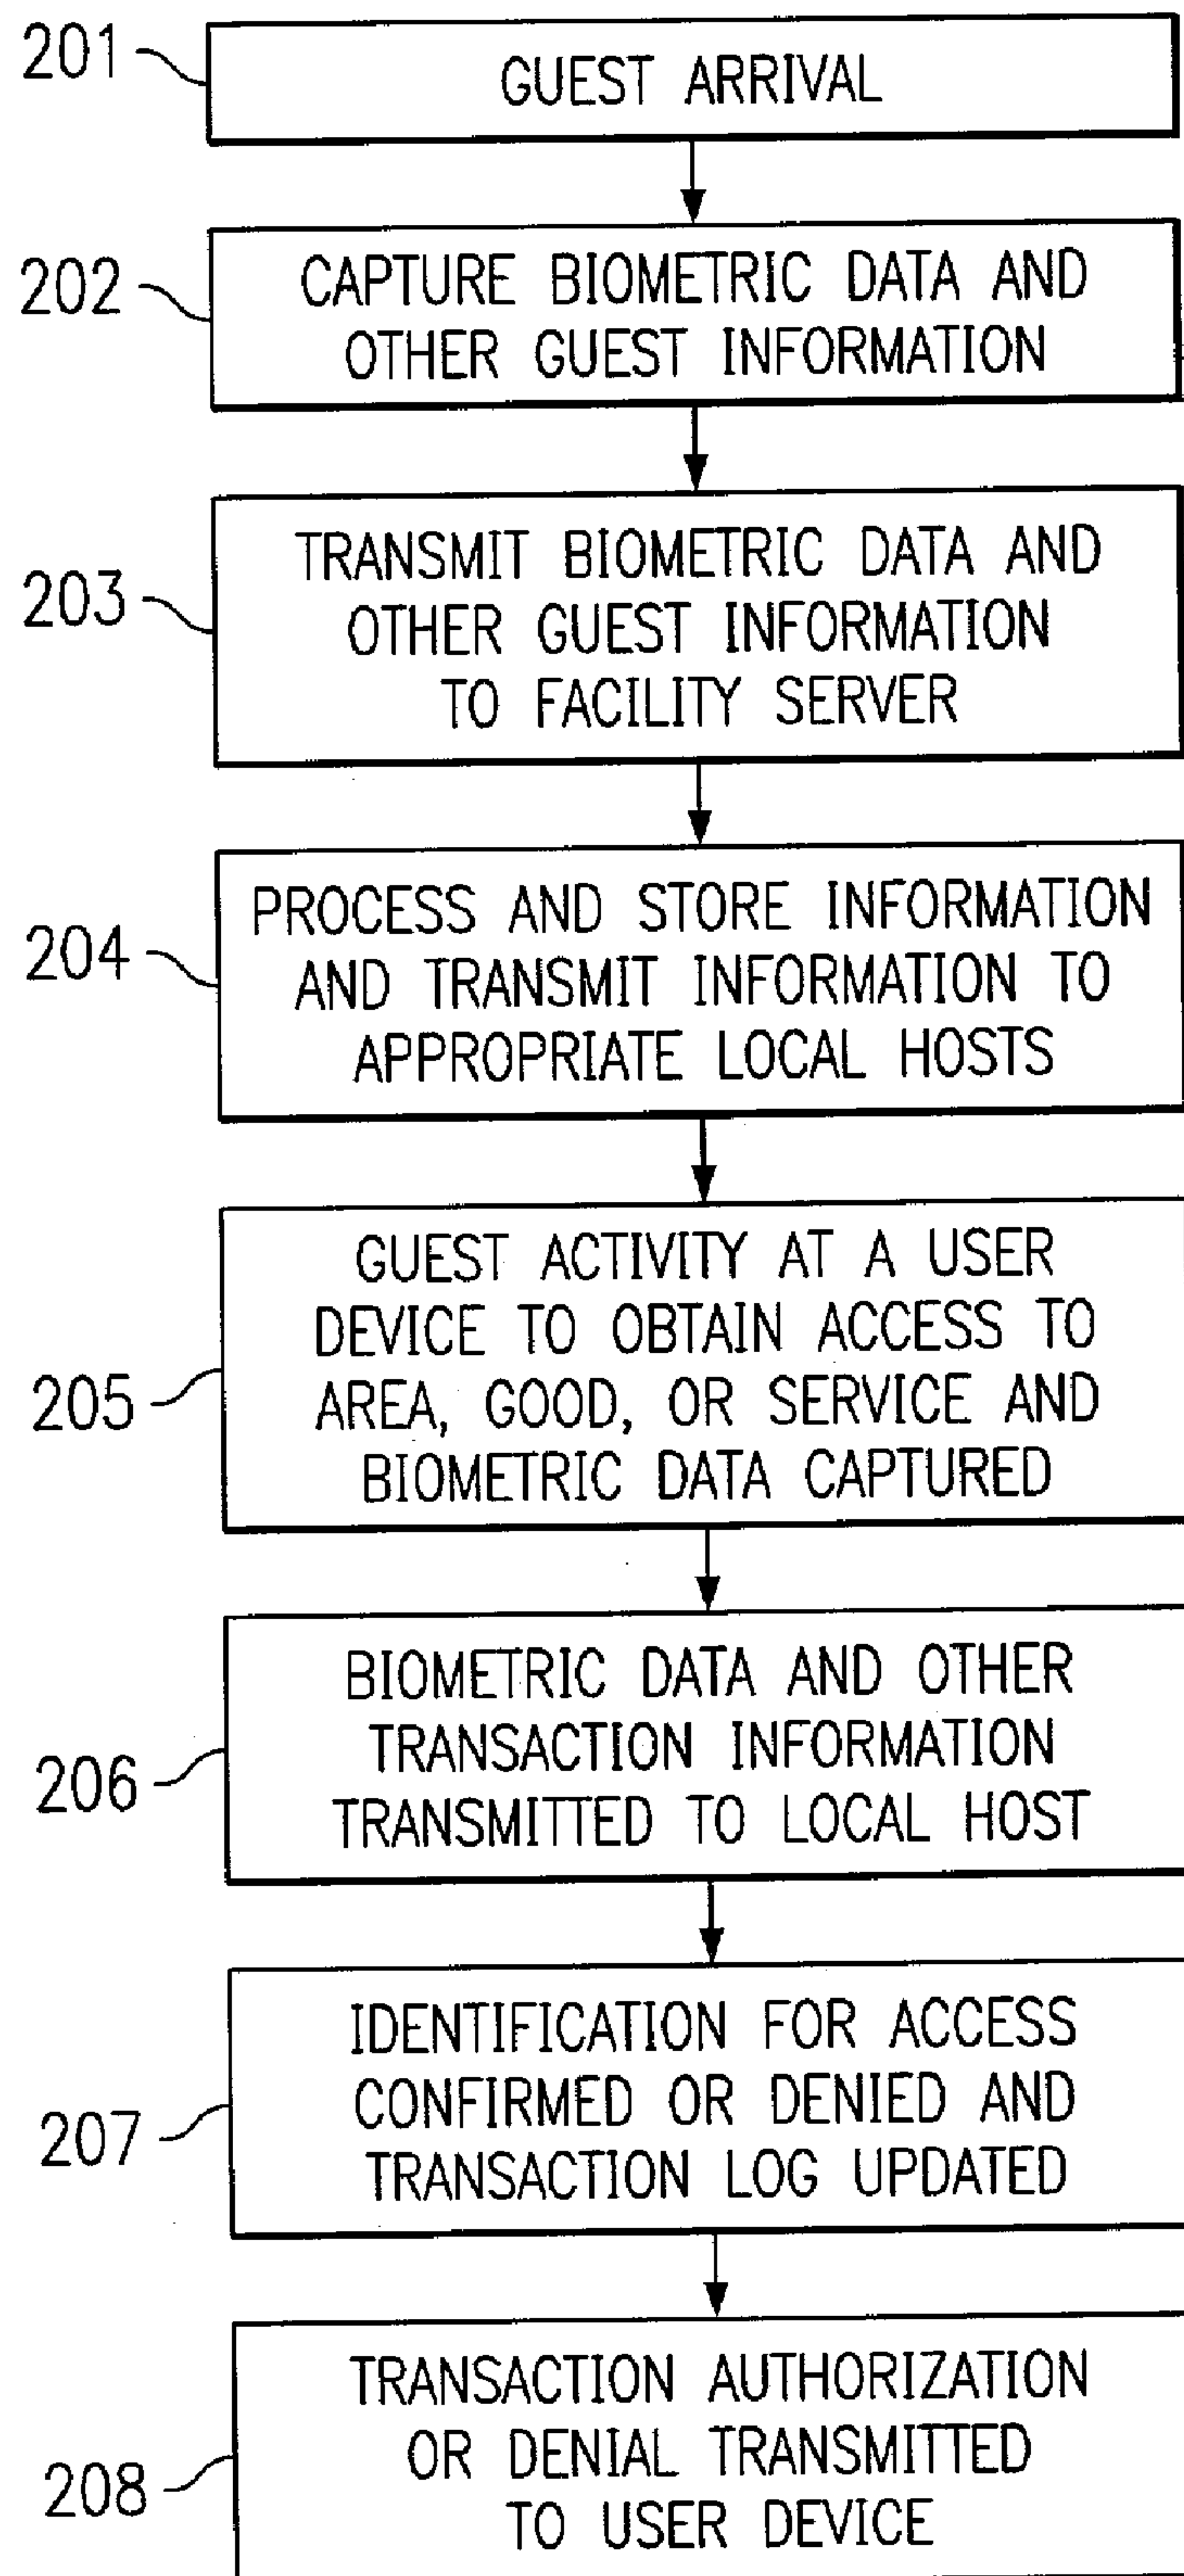 201
GUEST ARRIVAL
202
CAPTURE BIOMETRIC DATA AND
OTHER GUEST INFORMATION
203
TRANSMIT BIOMETRIC DATA AND
OTHER GUEST INFORMATION
TO FACILITY SERVER
204
PROCESS AND STORE INFORMATION
AND TRANSMIT INFORMATION TO
APPROPRIATE LOCAL HOSTS
205
GUEST ACTIVITY AT A USER
DEVICE TO OBTAIN ACCESS TO
AREA, GOOD, OR SERVICE AND
BIOMETRIC DATA CAPTURED
206
BIOMETRIC DATA AND OTHER
TRANSACTION INFORMATION
TRANSMITTED TO LOCAL HOST
207
IDENTIFICATION FOR ACCESS
CONFIRMED OR DENIED AND
TRANSACTION LOG UPDATED
208
TRANSACTION AUTHORIZATION
OR DENIAL TRANSMITTED
TO USER DEVICE